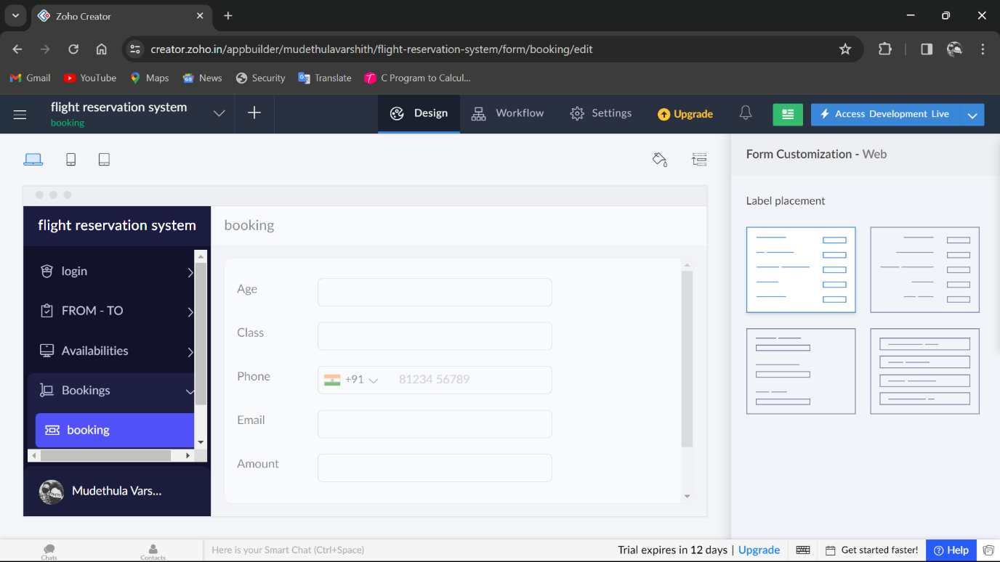 Zoho Creator
creator.zoho.in/appbuilder/mudethulavarshith/flight-reservation-system/form/booking/edit
Gmail YouTube Maps News Security Translate C Program to Calcul...
flight reservation system
booking
Design Workflow Settings Upgrade Access Development Live
Form Customization - Web
Label placement
flight reservation system
login
FROM - TO
Availabilities
Bookings
booking
Mudethula Vars...
booking
Age
Class
Phone +91 81234 56789
Email
Amount
Chats
Contacts
Here is your Smart Chat (Ctrl+Space)
Trial expires in 12 days | Upgrade
Get started faster!
Help